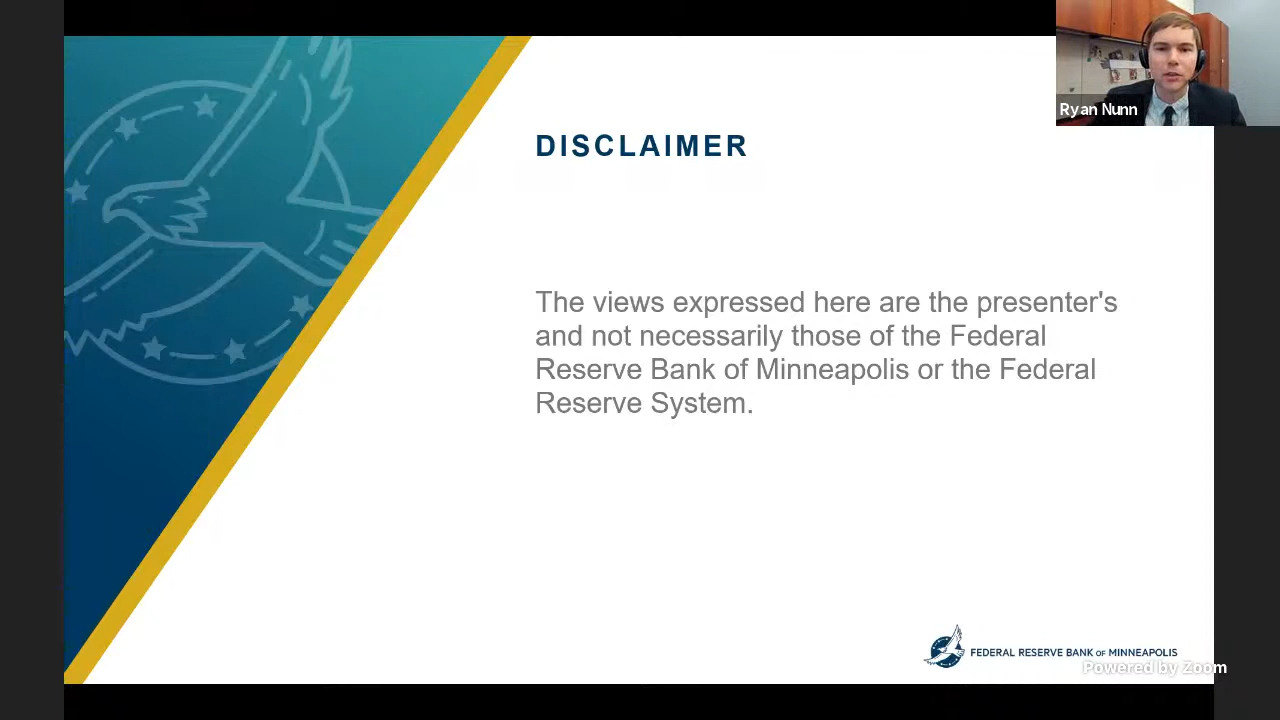 Ryan Nunn
DISCLAIMER
The views expressed here are the presenter's
and not necessarily those of the Federal
Reserve Bank of Minneapolis or the Federal
Reserve System.
FEDERAL RESERVE BANK OF MINNEAPOLIS
Powered by Zoom